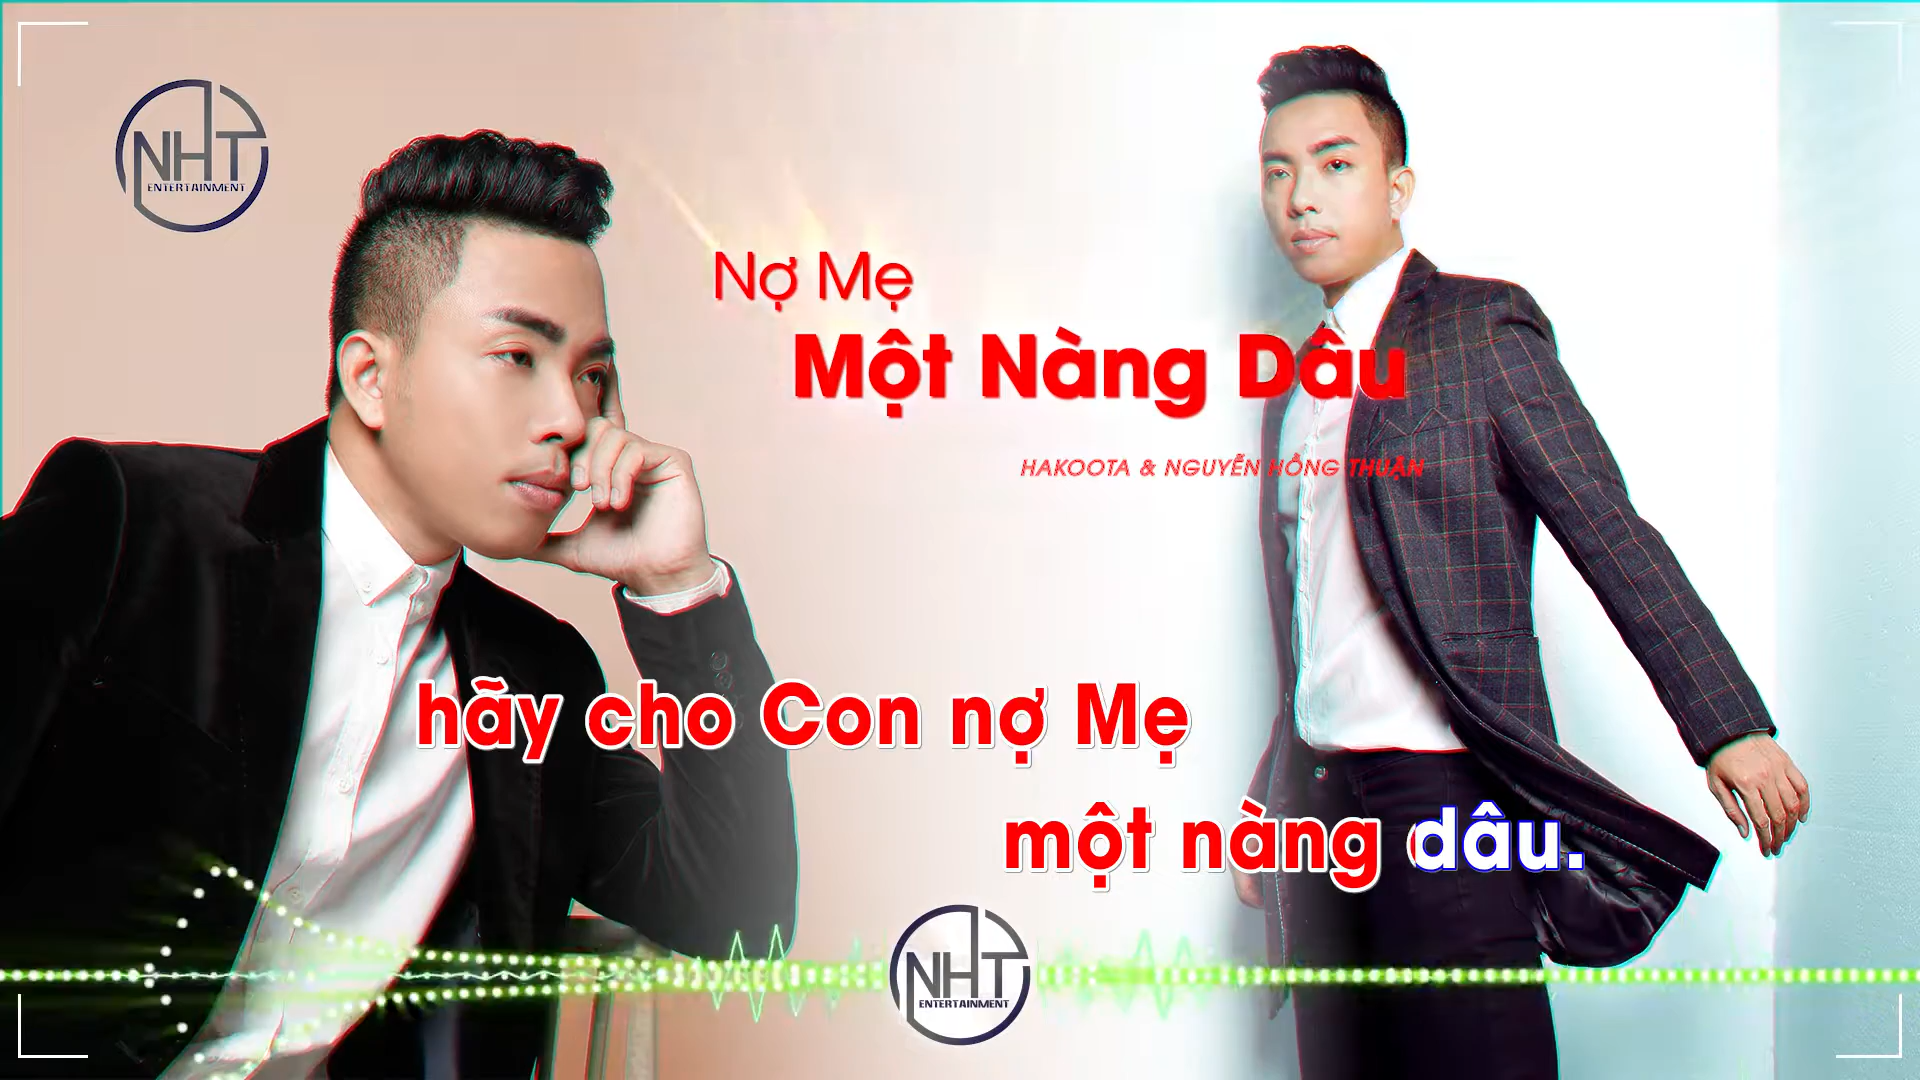 NHT
ENTERTAINMENT
Nợ Mẹ
Một Nàng Dâu
HAKOOTA & NGUYỄN HỒNG THUẬN
hãy cho Con nợ Mẹ
một nàng dâu.
NHT
ENTERTAINMENT